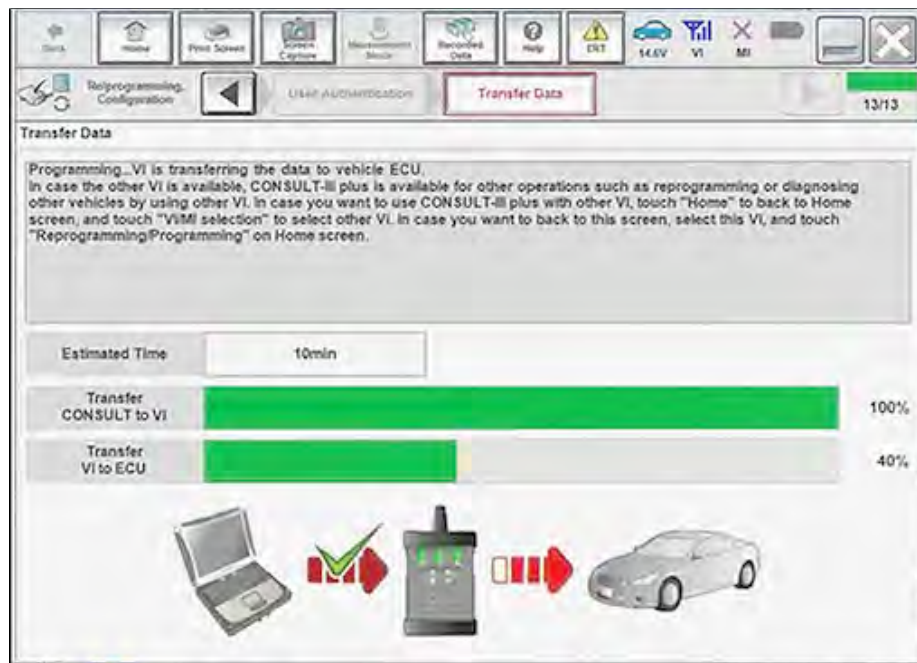 Back
Home
Print Screen
Screen Capture
Measurement Mode
Recorded Data
Help
ERT
14.6V
VI
MI
Reprogramming, Configuration
User Authentication
Transfer Data
13/13
Transfer Data
Programming...VI is transferring the data to vehicle ECU.
In case the other VI is available, CONSULT-III plus is available for other operations such as reprogramming or diagnosing
other vehicles by using other VI. In case you want to use CONSULT-III plus with other VI, touch "Home" to back to Home
screen, and touch "VI/MI selection" to select other VI. In case you want to back to this screen, select this VI, and touch
"Reprogramming/Programming" on Home screen.
Estimated Time
10min
Transfer
CONSULT to VI
100%
Transfer
VI to ECU
40%